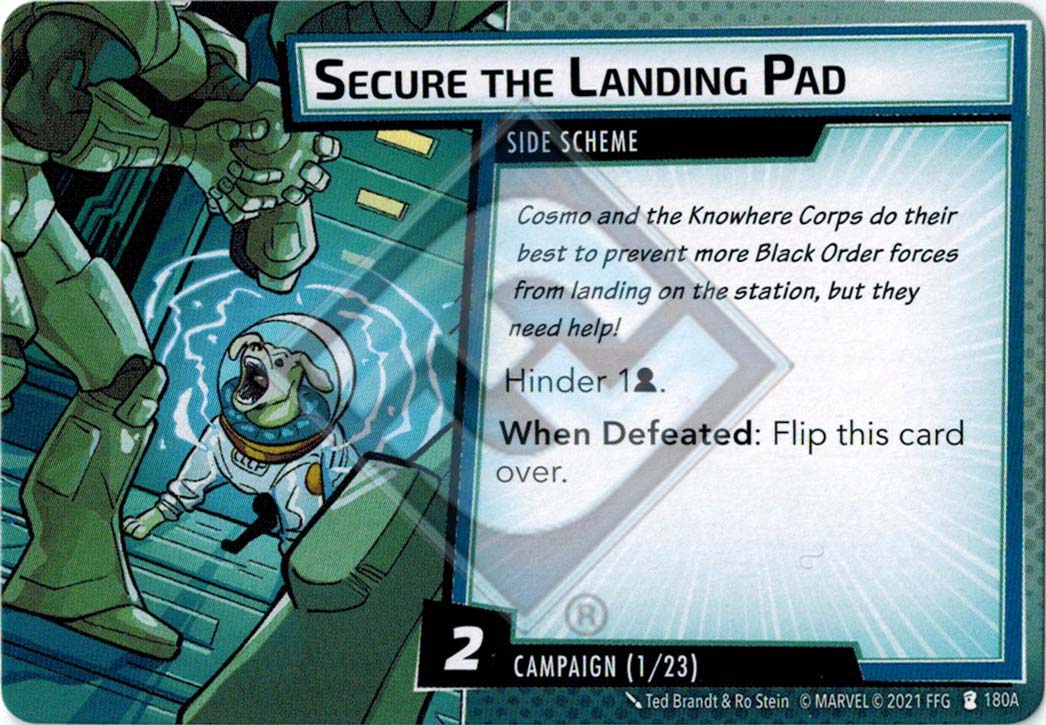 SECURE THE LANDING PAD
SIDE SCHEME
Cosmo and the Knowhere Corps do their
best to prevent more Black Order forces
from landing on the station, but they
need help!
Hinder 1.
When Defeated: Flip this card
over.
CCCP
2
CAMPAIGN (1/23)
Ted Brandt & Ro Stein © MARVEL © 2021 FFG 180A
®